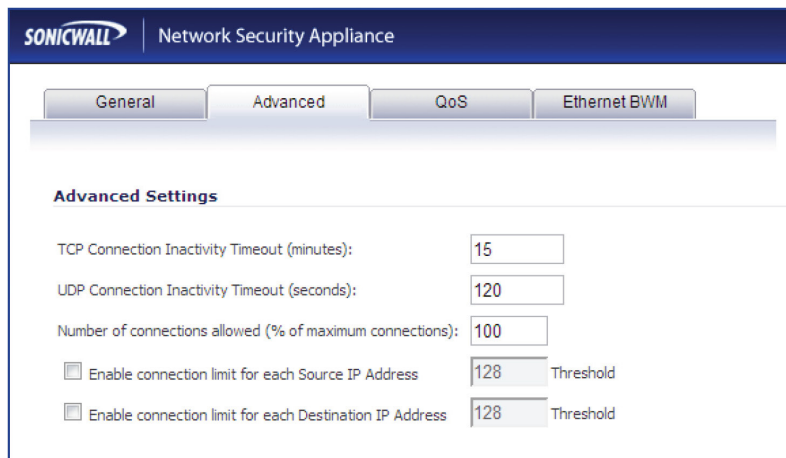 SONICWALL Network Security Appliance
General Advanced QoS Ethernet BWM
Advanced Settings
TCP Connection Inactivity Timeout (minutes): 15
UDP Connection Inactivity Timeout (seconds): 120
Number of connections allowed (% of maximum connections): 100
Enable connection limit for each Source IP Address 128 Threshold
Enable connection limit for each Destination IP Address 128 Threshold